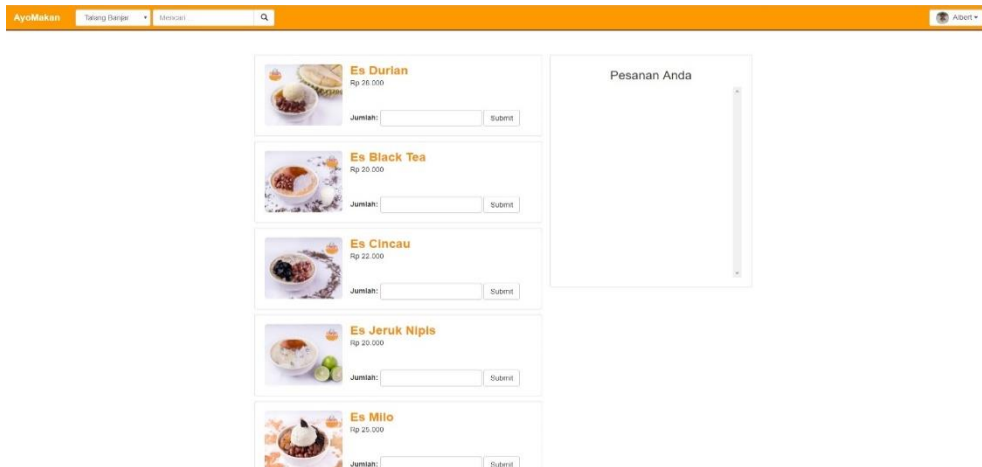 AyoMakan
Mencari
Albert
Es Durian
Rp 26.000
Jumlah:
Submit
Es Black Tea
Rp 20.000
Jumlah:
Submit
Es Cincau
Rp 22.000
Jumlah:
Submit
Es Jeruk Nipis
Rp 20.000
Jumlah:
Submit
Es Milo
Rp 25.000
Jumlah:
Submit
Pesanan Anda